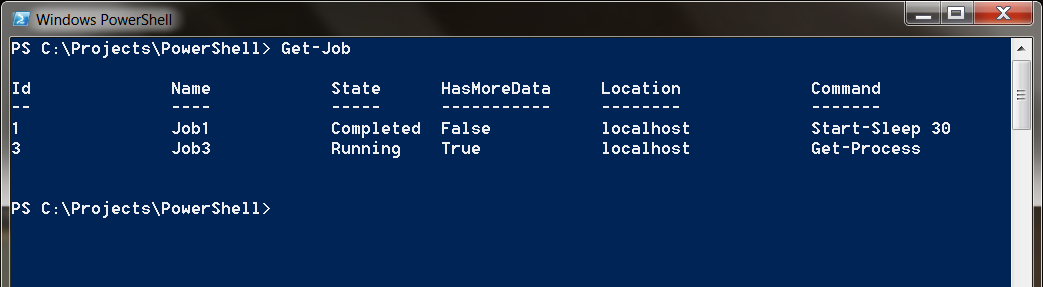 Windows PowerShell
PS C:\Projects\PowerShell> Get-Job
Id Name State HasMoreData Location Command
-- ---- ----- ----------- -------- -------
1 Job1 Completed False localhost Start-Sleep 30
3 Job3 Running True localhost Get-Process
PS C:\Projects\PowerShell>